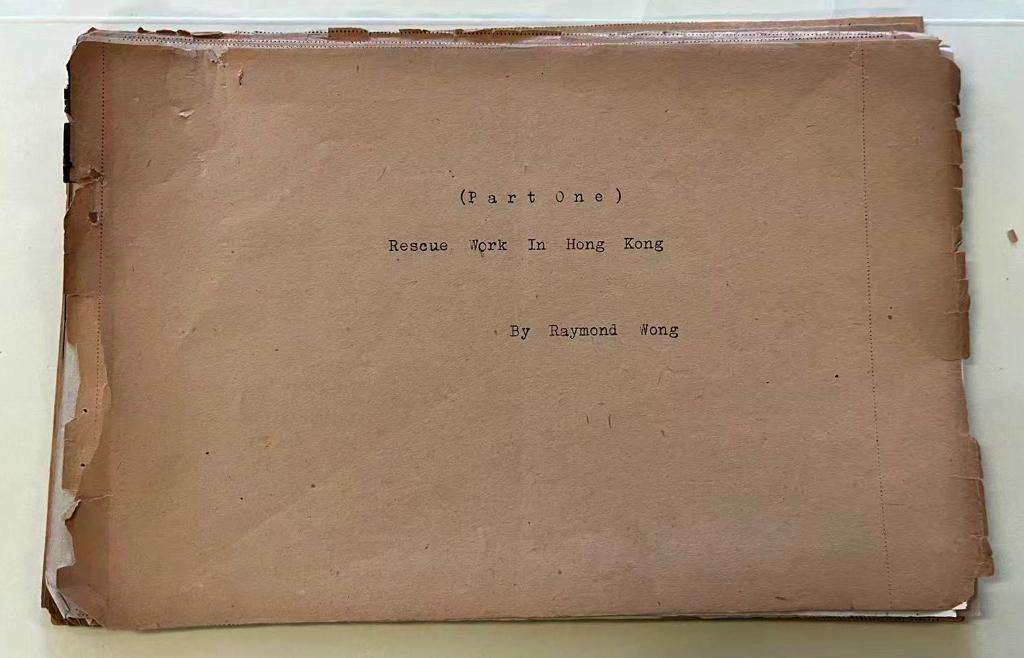 (Part One)
Rescue Work In Hong Kong
By Raymond Wong